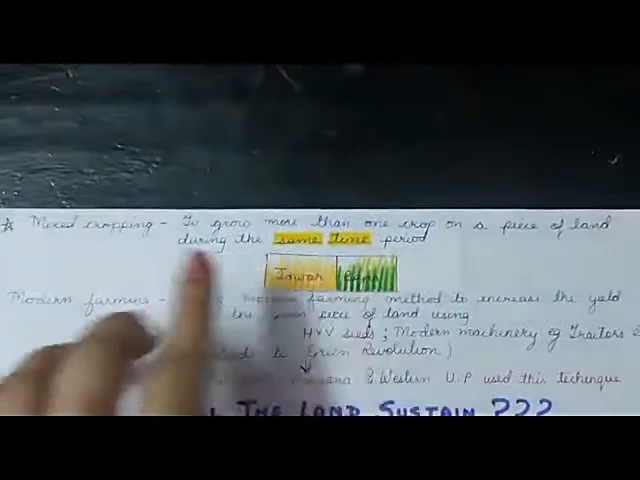 ☆ Mixed cropping - To grow more than one crop on a piece of land
during the same time period
Jowar
Modern farming - farming method to increase the yield
piece of land using
HYV seeds ; Modern machinery eg Tractors
to Green Revolution)
& Western U.P used this technique
THE LAND SUSTAIN ???